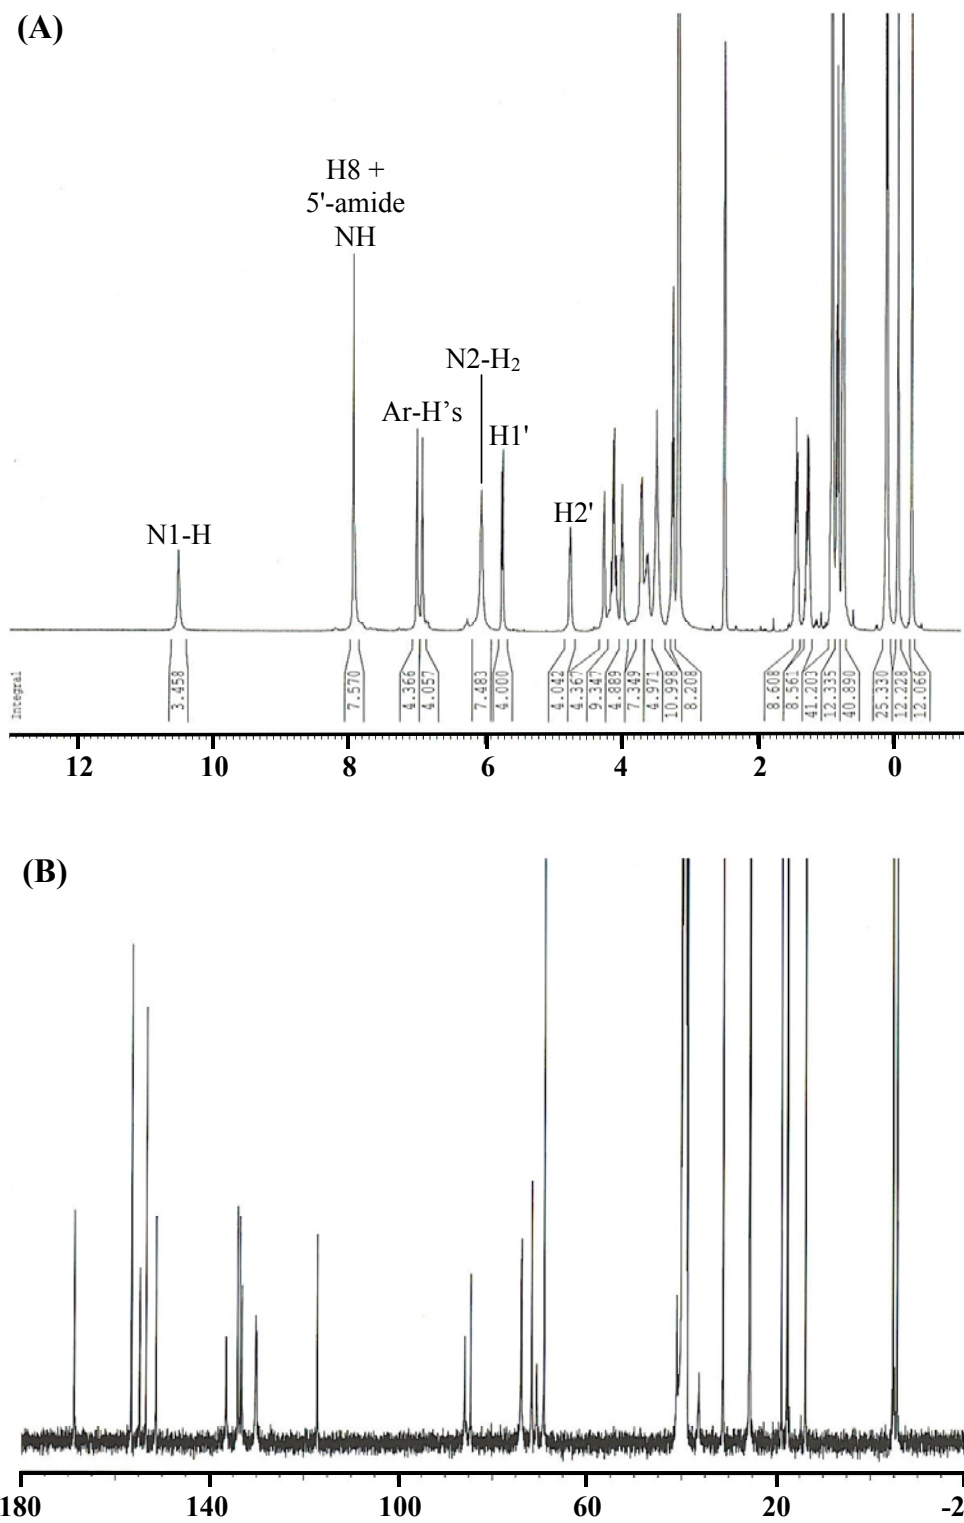 (A)
H8 +
5'-amide
NH
N2-H₂
Ar-H's
H1'
H2'
N1-H
Integral
3.458
7.570
4.366
4.057
7.483
4.000
4.042
4.367
9.347
4.889
7.349
4.971
10.998
8.208
8.608
8.561
41.203
12.335
40.890
25.330
12.228
12.066
12 10 8 6 4 2 0
(B)
180 140 100 60 20 -2